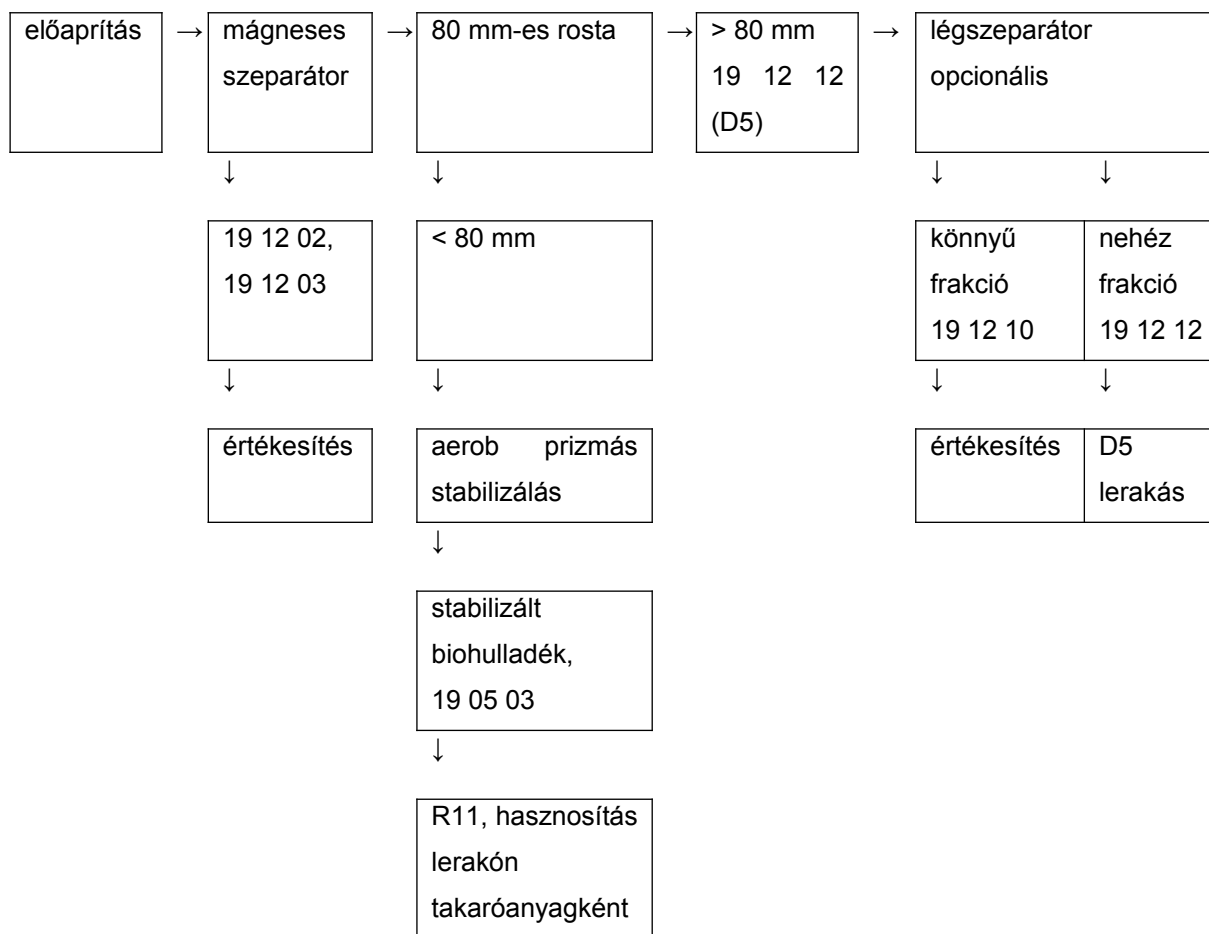 előaprítás
→
mágneses
szeparátor
→
80 mm-es rosta
→
> 80 mm
19 12 12
(D5)
→
légszeparátor
opcionális
↓
↓
↓
↓
19 12 02,
19 12 03
< 80 mm
könnyű
frakció
19 12 10
nehéz
frakció
19 12 12
↓
↓
↓
↓
értékesítés
aerob prizmás
stabilizálás
értékesítés
D5
lerakás
↓
stabilizált
biohulladék,
19 05 03
↓
R11, hasznosítás
lerakón
takaróanyagként